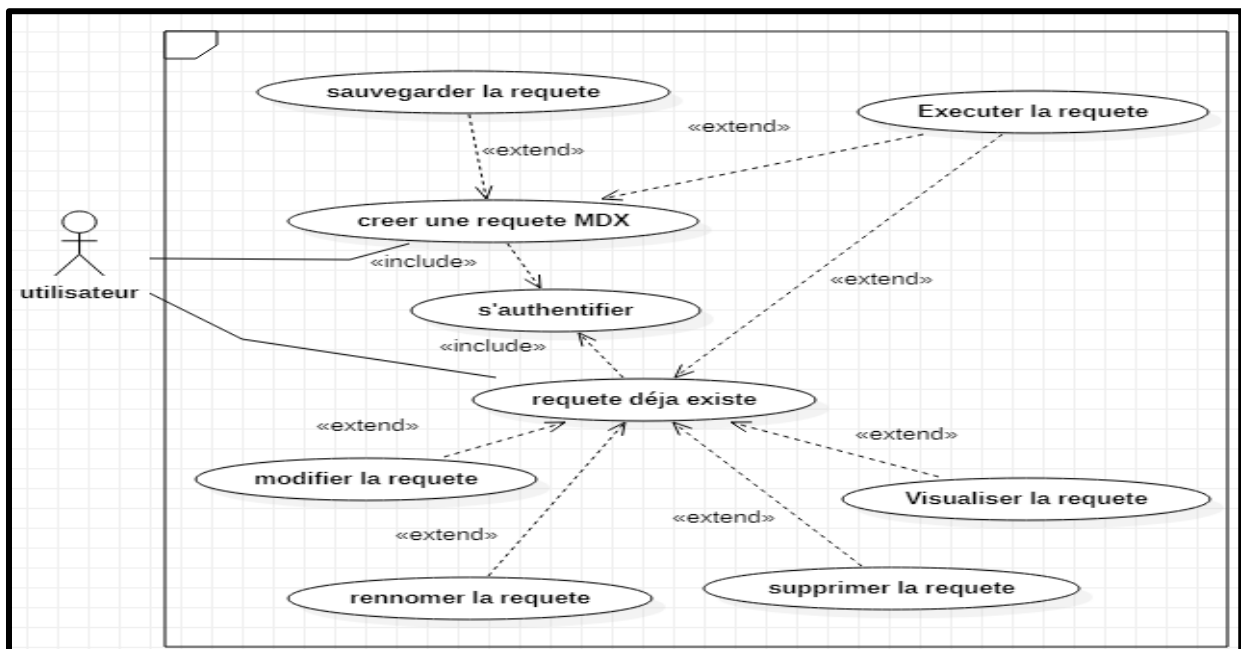 sauvegarder la requete
Executer la requete
«extend»
«extend»
creer une requete MDX
«include»
«extend»
utilisateur
s'authentifier
«include»
requete déja existe
«extend»
«extend»
modifier la requete
Visualiser la requete
«extend»
«extend»
rennomer la requete
supprimer la requete